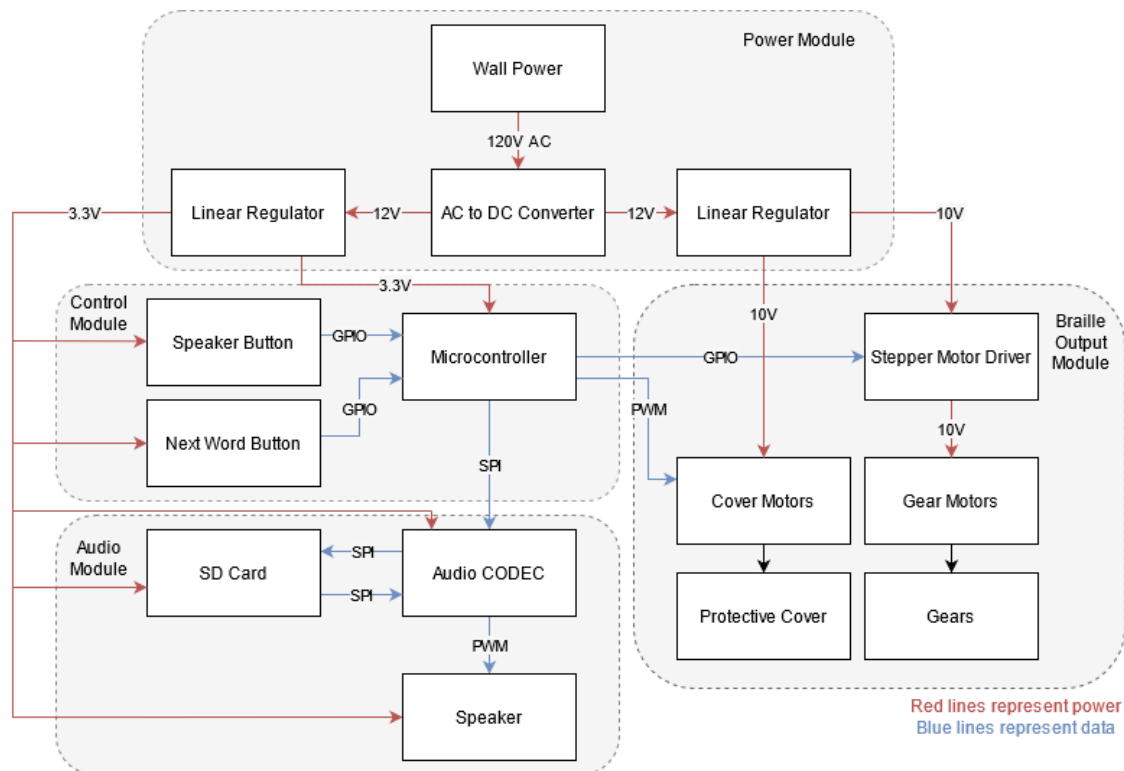 Power Module
Wall Power
120V AC
3.3V
Linear Regulator
12V
AC to DC Converter
12V
Linear Regulator
10V
3.3V
10V
Control
Module
Speaker Button
GPIO
Microcontroller
GPIO
Stepper Motor Driver
Braille
Output
Module
Next Word Button
GPIO
PWM
10V
SPI
Cover Motors
Gear Motors
Audio
Module
SD Card
SPI
SPI
Audio CODEC
Protective Cover
Gears
PWM
Speaker
Red lines represent power
Blue lines represent data